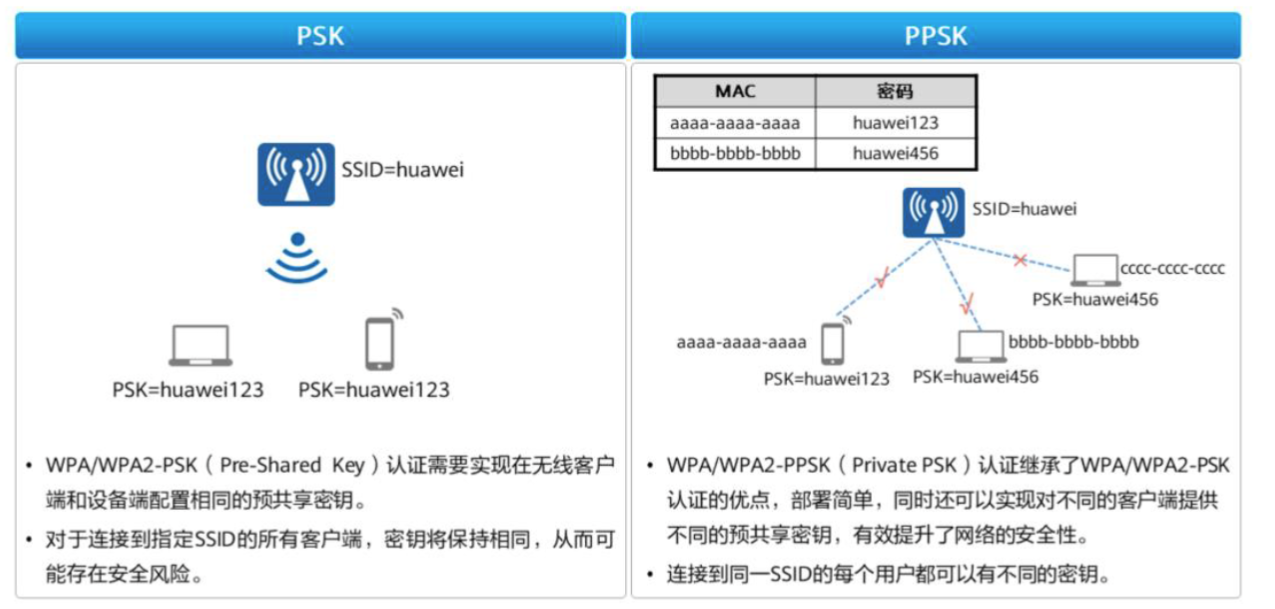 PSK
SSID=huawei
PSK=huawei123
PSK=huawei123
• WPA/WPA2-PSK（Pre-Shared Key）认证需要实现在无线客户
端和设备端配置相同的预共享密钥。
• 对于连接到指定SSID的所有客户端，密钥将保持相同，从而可
能存在安全风险。
PPSK
MAC 密码
aaaa-aaaa-aaaa huawei123
bbbb-bbbb-bbbb huawei456
SSID=huawei
cccc-cccc-cccc
PSK=huawei456
aaaa-aaaa-aaaa
PSK=huawei123
bbbb-bbbb-bbbb
PSK=huawei456
• WPA/WPA2-PPSK（Private PSK）认证继承了WPA/WPA2-PSK
认证的优点，部署简单，同时还可以实现对不同的客户端提供
不同的预共享密钥，有效提升了网络的安全性。
• 连接到同一SSID的每个用户都可以有不同的密钥。